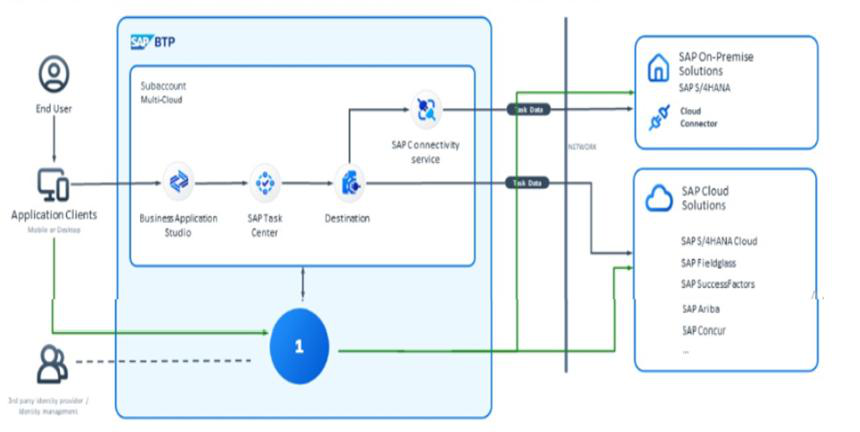 SAP BTP
Subaccount
Multi-Cloud
End User
Application Clients
Mobile or Desktop
Business Application
Studio
SAP Task
Center
Destination
SAP Connectivity
service
Task Data
Task Data
NETWORK
SAP On-Premise
Solutions
SAP S/4HANA
Cloud
Connector
SAP Cloud
Solutions
SAP S/4HANA Cloud
SAP Fieldglass
SAP SuccessFactors
SAP Ariba
SAP Concur
...
1
3rd party identity provider /
Identity management